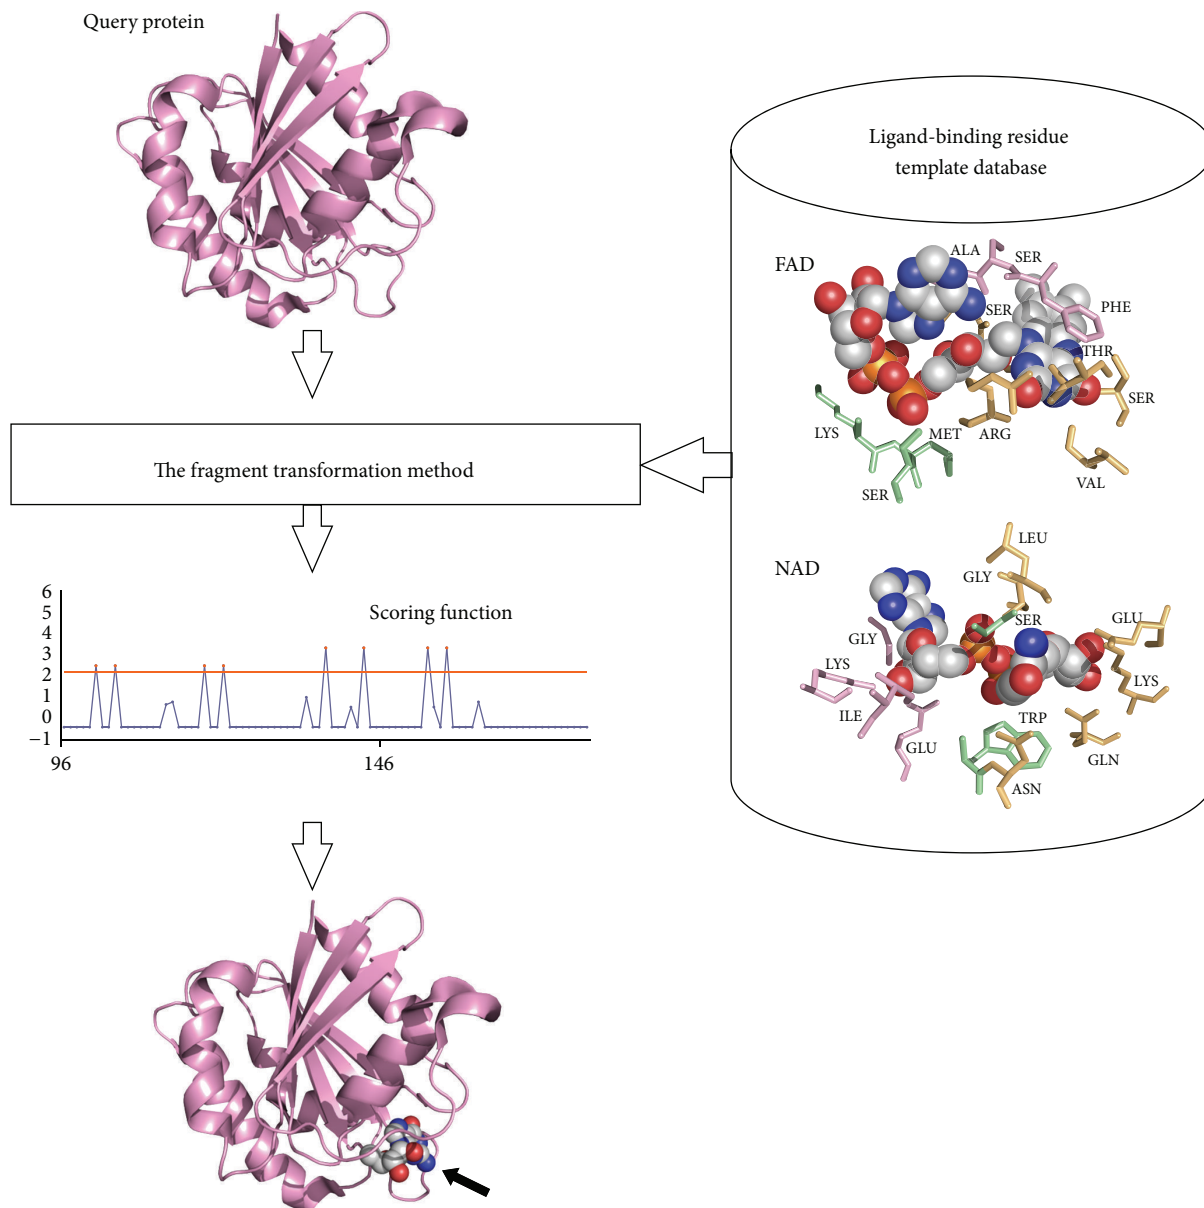 Query protein
Ligand-binding residue
template database
FAD
ALA
SER
SER
PHE
THR
SER
LYS
MET
ARG
SER
VAL
The fragment transformation method
NAD
LEU
GLY
SER
GLU
GLY
LYS
LYS
ILE
TRP
GLU
GLN
ASN
Scoring function
6
5
4
3
2
1
0
−1
96
146